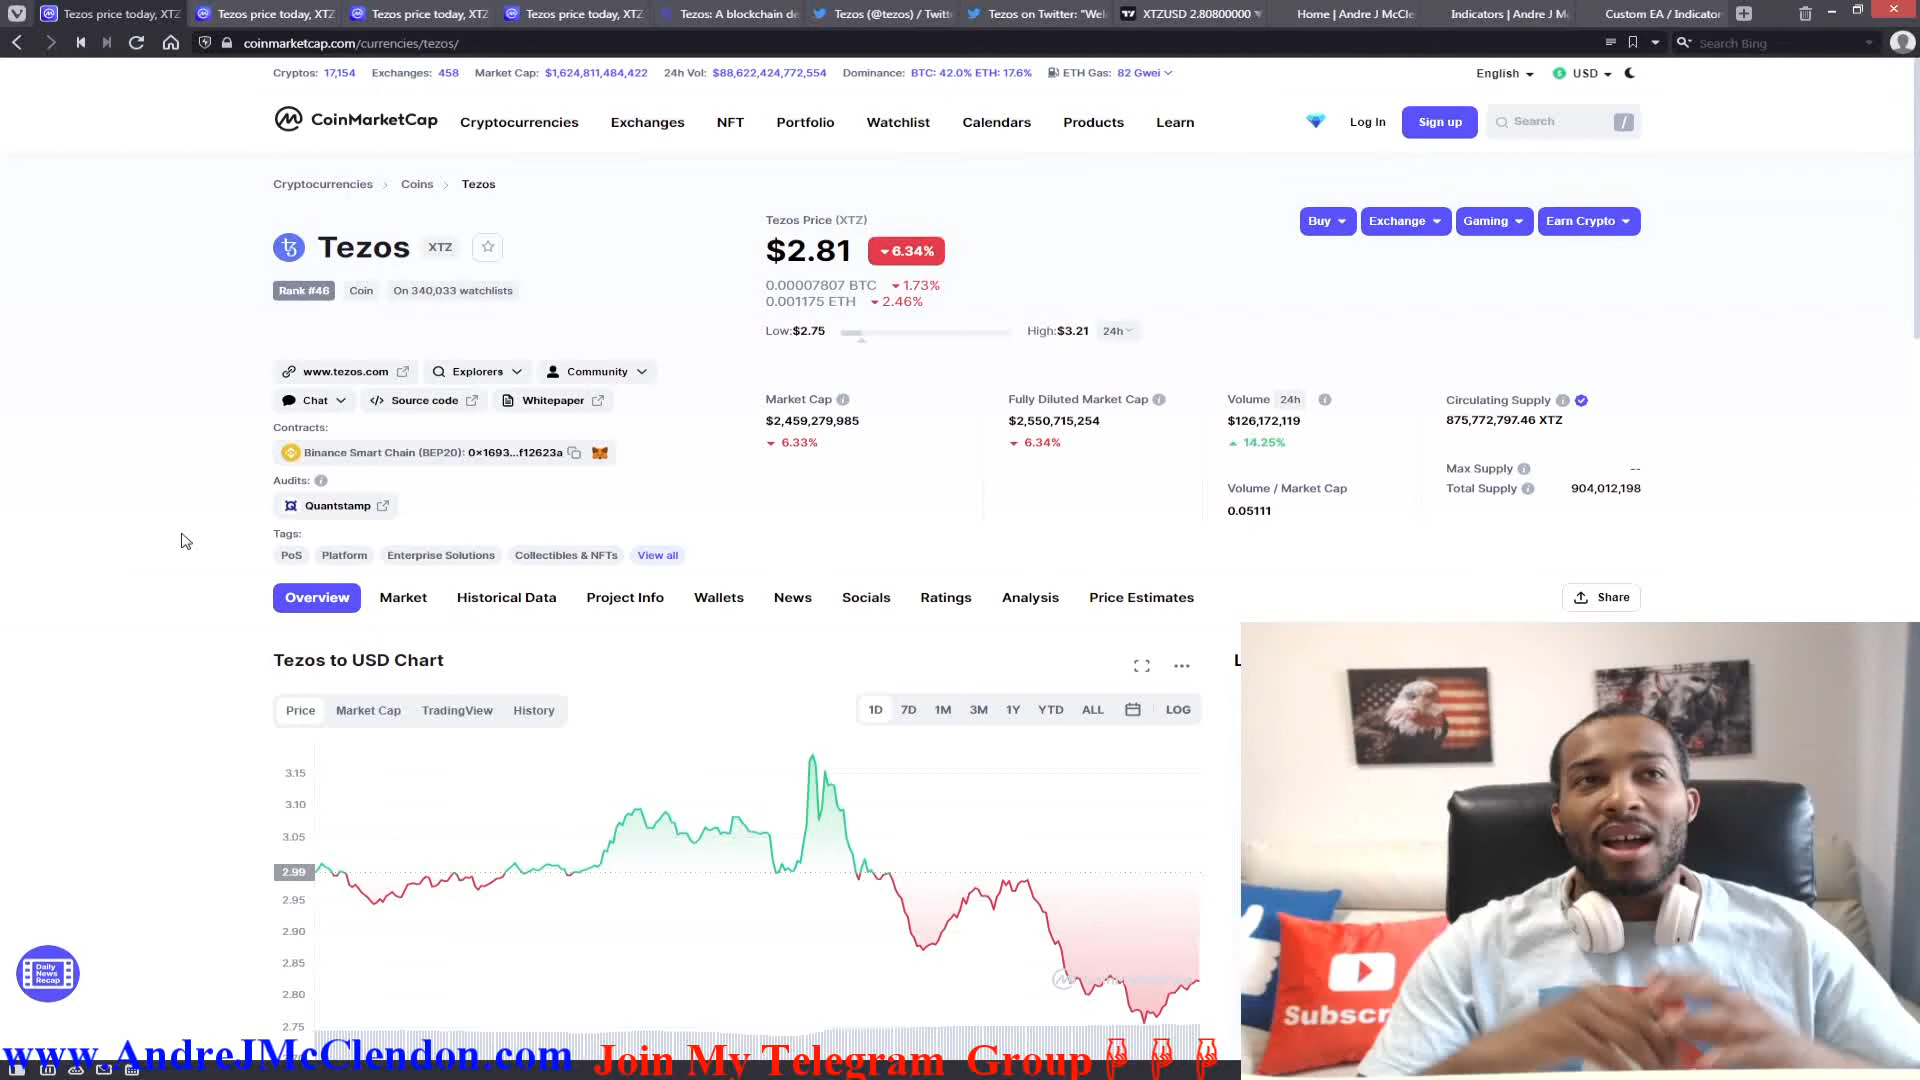 Tezos price today, XTZ
Tezos price today, XTZ
Tezos price today, XTZ
Tezos price today, XTZ
Tezos: A blockchain de
Tezos (@tezos) / Twitt
Tezos on Twitter: "Wel
XTZUSD 2.80800000 ▼
Home | Andre J McCle
Indicators | Andre J M
Custom EA / Indicator
coinmarketcap.com/currencies/tezos/
Search Bing
Cryptos: 17,154 Exchanges: 458 Market Cap: $1,624,811,484,422 24h Vol: $88,622,424,772,554 Dominance: BTC: 42.0% ETH: 17.6% ETH Gas: 82 Gwei
English USD
CoinMarketCap Cryptocurrencies Exchanges NFT Portfolio Watchlist Calendars Products Learn Log In Sign up Search /
Cryptocurrencies > Coins > Tezos
Tezos XTZ
Rank #46 Coin On 340,033 watchlists
Tezos Price (XTZ)
$2.81 6.34%
0.00007807 BTC 1.73%
0.001175 ETH 2.46%
Low:$2.75 High:$3.21 24h
Buy Exchange Gaming Earn Crypto
www.tezos.com Explorers Community
Chat Source code Whitepaper
Contracts:
Binance Smart Chain (BEP20): 0x1693...f12623a
Audits:
Quantstamp
Tags:
PoS Platform Enterprise Solutions Collectibles & NFTs View all
Market Cap
$2,459,279,985
6.33%
Fully Diluted Market Cap
$2,550,715,254
6.34%
Volume 24h
$126,172,119
14.25%
Volume / Market Cap
0.05111
Circulating Supply
875,772,797.46 XTZ
Max Supply --
Total Supply 904,012,198
Overview Market Historical Data Project Info Wallets News Socials Ratings Analysis Price Estimates Share
Tezos to USD Chart
Price Market Cap TradingView History
1D 7D 1M 3M 1Y YTD ALL LOG
3.15
3.10
3.05
2.99
2.95
2.90
2.85
2.80
2.75
Daily
News
Recap
Subscr
www.AndreJMcClendon.com
Join My Telegram Group